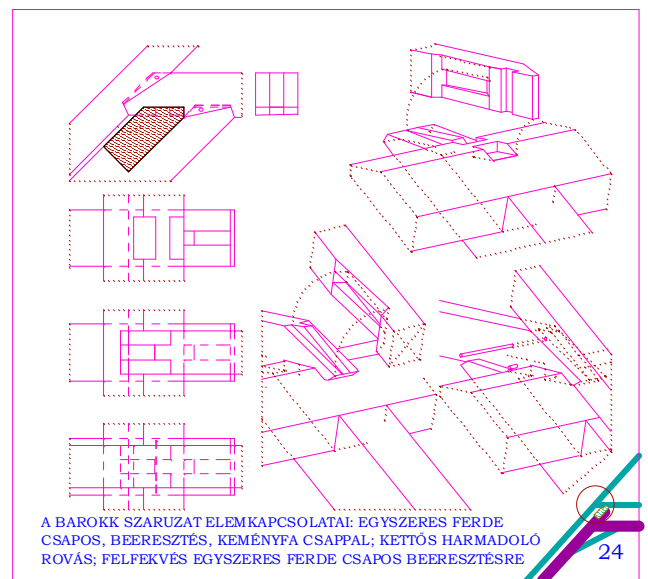 A BAROKK SZARUZAT ELEMKAPCSOLATAI: EGYSZERES FERDE
CSAPOS, BEERESZTÉS, KEMÉNYFA CSAPPAL; KETTŐS HARMADOLÓ
ROVÁS; FELFEKVÉS EGYSZERES FERDE CSAPOS BEERESZTÉSRE
24